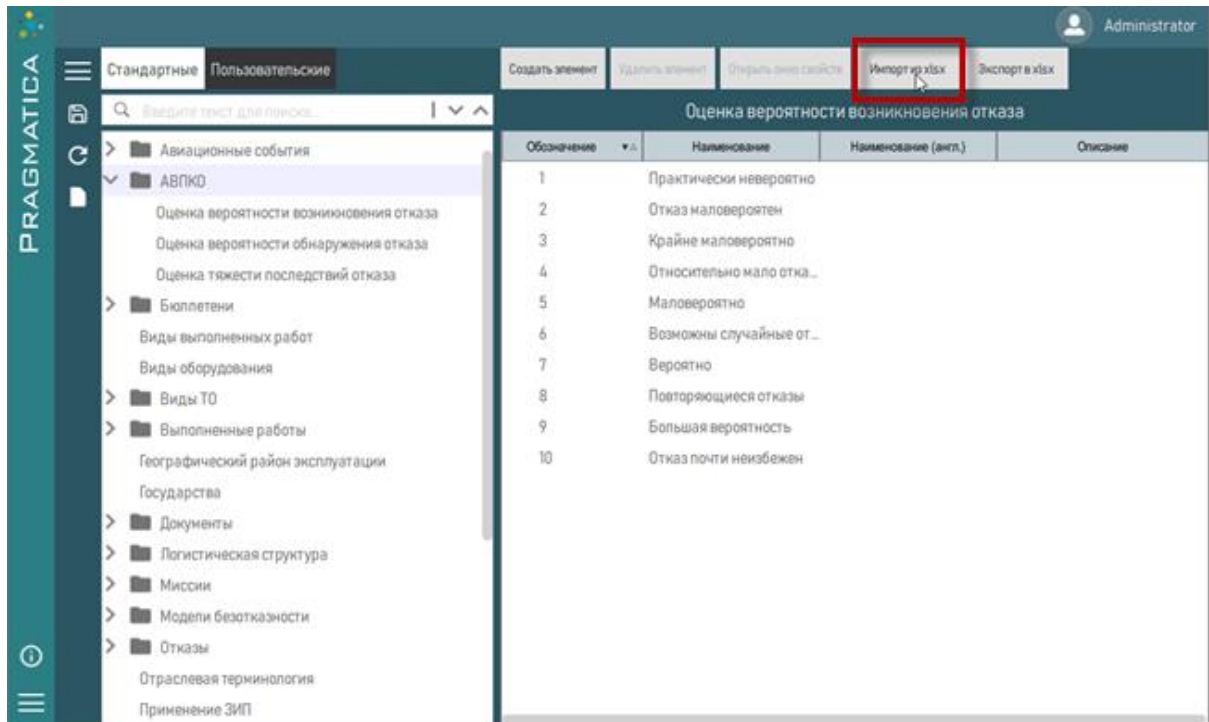 PRAGMATICA
Administrator
Стандартные Пользовательские
Создать элемент Удалить элемент Открыть окно свойств Импорт из xlsx Экспорт в xlsx
Введите текст для поиска...
Оценка вероятности возникновения отказа
Обозначение Наименование Наименование (англ.) Описание
Авиационные события
АВПКО
Оценка вероятности возникновения отказа
Оценка вероятности обнаружения отказа
Оценка тяжести последствий отказа
Бюллетени
Виды выполненных работ
Виды оборудования
Виды ТО
Выполненные работы
Географический район эксплуатации
Государства
Документы
Логистическая структура
Миссии
Модели безотказности
Отказы
Отраслевая терминология
Применение ЗИП
1 Практически невероятно
2 Отказ маловероятен
3 Крайне маловероятно
4 Относительно мало отка...
5 Маловероятно
6 Возможны случайные от...
7 Вероятно
8 Повторяющиеся отказы
9 Большая вероятность
10 Отказ почти неизбежен